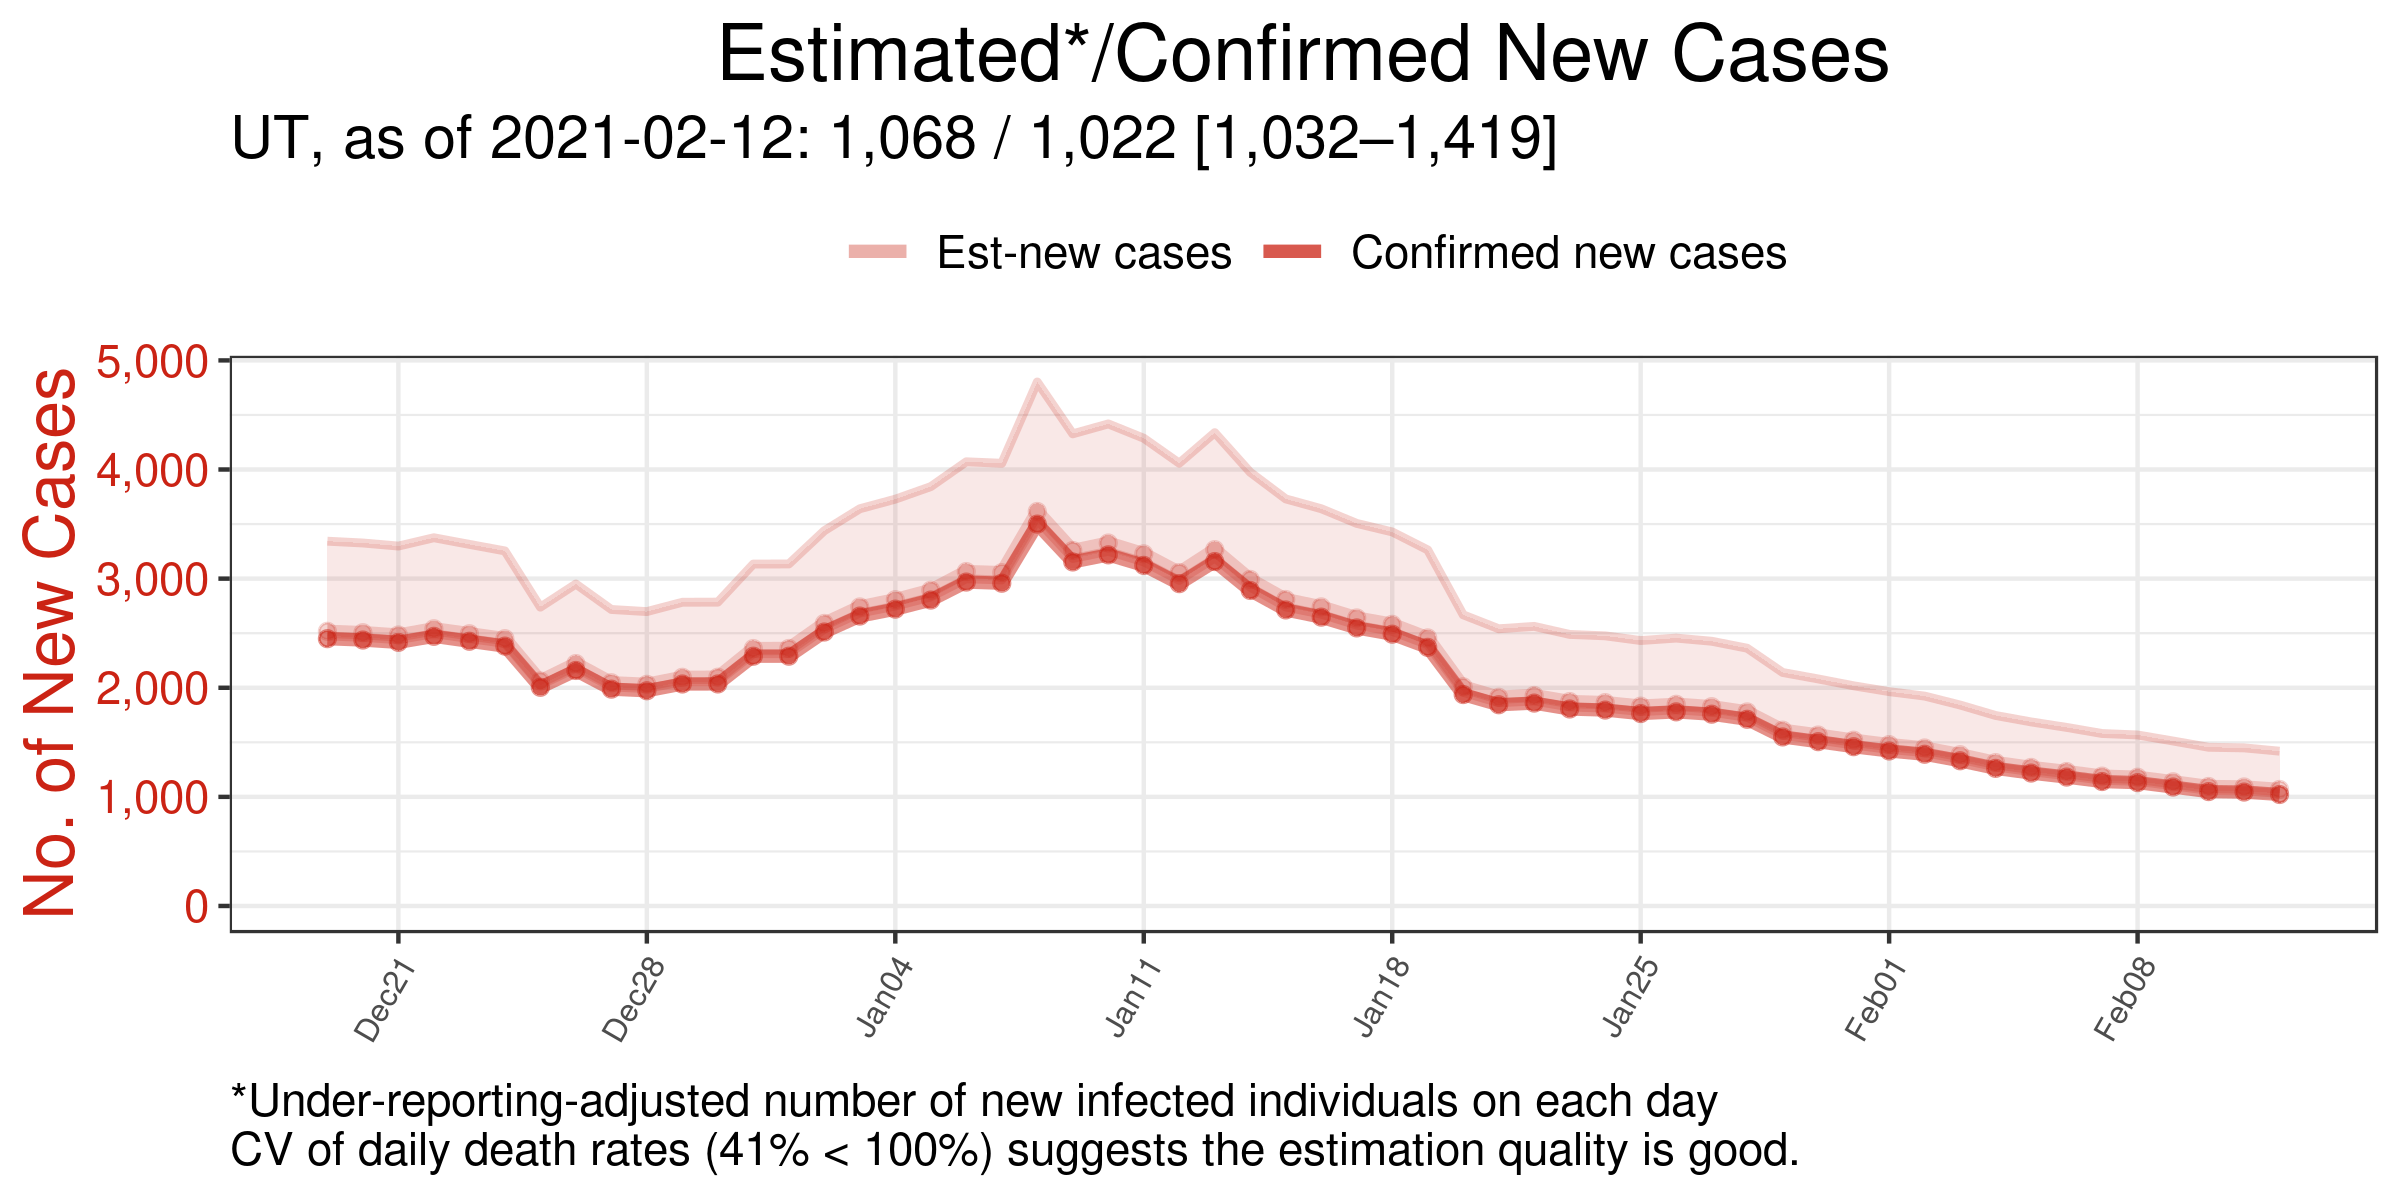 Estimated*/Confirmed New Cases
UT, as of 2021-02-12: 1,068 / 1,022 [1,032–1,419]
Est-new cases
Confirmed new cases
No. of New Cases
5,000
4,000
3,000
2,000
1,000
0
Dec21
Dec28
Jan04
Jan11
Jan18
Jan25
Feb01
Feb08
*Under-reporting-adjusted number of new infected individuals on each day
CV of daily death rates (41% < 100%) suggests the estimation quality is good.